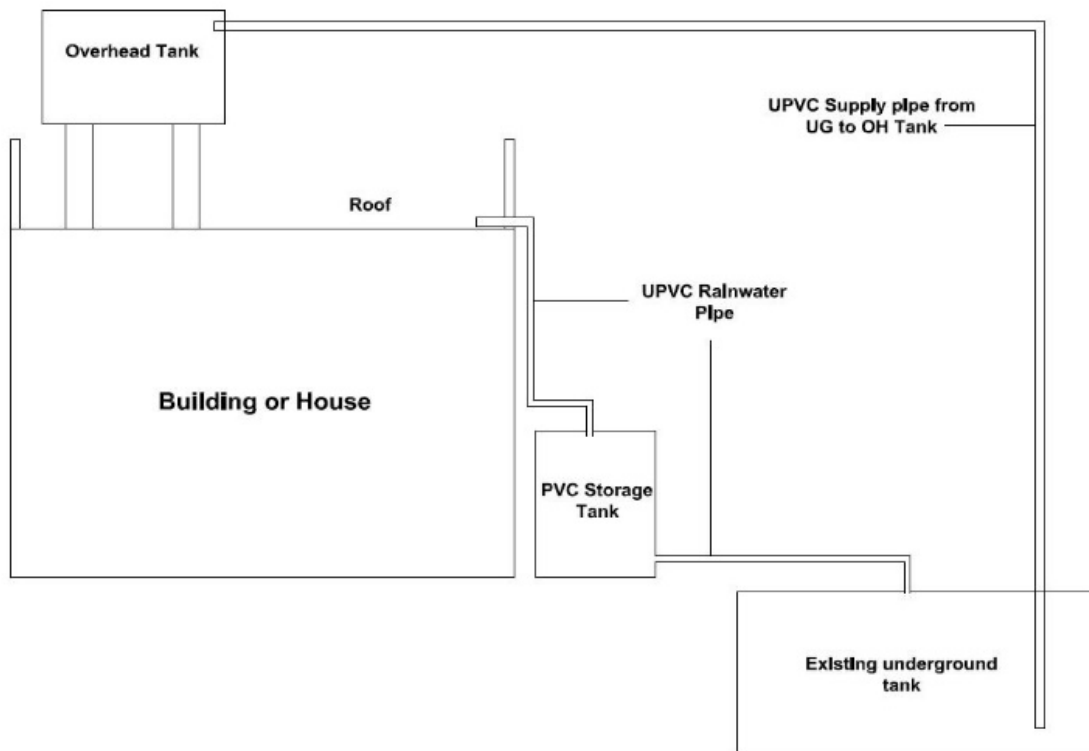 Overhead Tank
UPVC Supply pipe from
UG to OH Tank
Roof
UPVC Rainwater
Pipe
Building or House
PVC Storage
Tank
Existing underground
tank